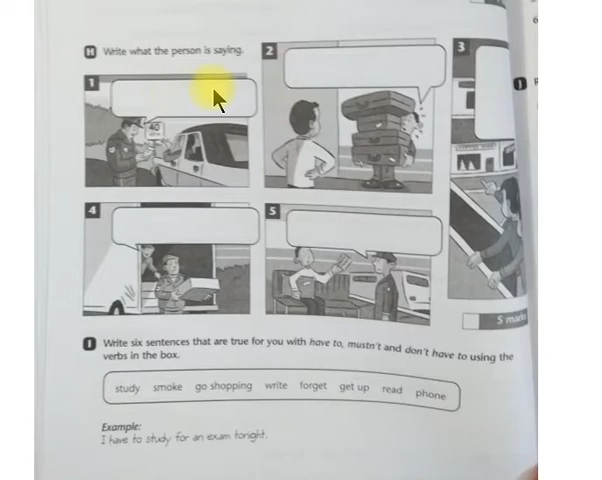 H Write what the person is saying.
1
2
3
40
4
5
5 marks
J
6
I Write six sentences that are true for you with have to, mustn't and don't have to using the
verbs in the box.
study smoke go shopping write forget get up read phone
Example:
I have to study for an exam tonight.